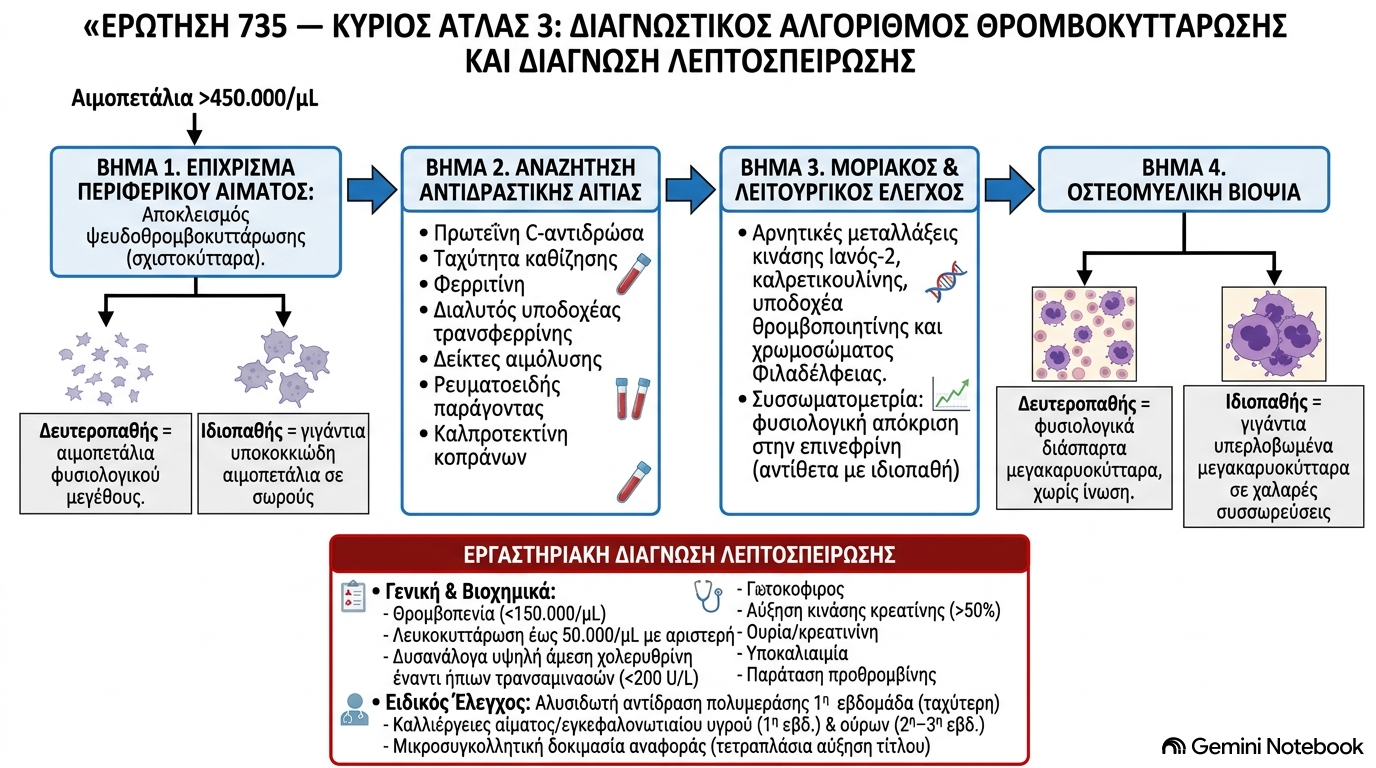 «ΕΡΩΤΗΣΗ 735 — ΚΥΡΙΟΣ ΑΤΛΑΣ 3: ΔΙΑΓΝΩΣΤΙΚΟΣ ΑΛΓΟΡΙΘΜΟΣ ΘΡΟΜΒΟΚΥΤΤΑΡΩΣΗΣ
ΚΑΙ ΔΙΑΓΝΩΣΗ ΛΕΠΤΟΣΠΕΙΡΩΣΗΣ
Αιμοπετάλια >450.000/μL
ΒΗΜΑ 1. ΕΠΙΧΡΙΣΜΑ
ΠΕΡΙΦΕΡΙΚΟΥ ΑΙΜΑΤΟΣ:
Αποκλεισμός
ψευδοθρομβοκυττάρωσης
(σχιστοκύτταρα).
Δευτεροπαθής =
αιμοπετάλια
φυσιολογικού
μεγέθους.
Ιδιοπαθής = γιγάντια
υποκοκκιώδη
αιμοπετάλια σε
σωρούς
ΒΗΜΑ 2. ΑΝΑΖΗΤΗΣΗ
ΑΝΤΙΔΡΑΣΤΙΚΗΣ ΑΙΤΙΑΣ
• Πρωτεΐνη C-αντιδρώσα
• Ταχύτητα καθίζησης
• Φερριτίνη
• Διαλυτός υποδοχέας
τρανσφερρίνης
• Δείκτες αιμόλυσης
• Ρευματοειδής
παράγοντας
• Καλπροτεκτίνη
κοπράνων
ΒΗΜΑ 3. ΜΟΡΙΑΚΟΣ &
ΛΕΙΤΟΥΡΓΙΚΟΣ ΕΛΕΓΧΟΣ
• Αρνητικές μεταλλάξεις
κινάσης Ιανός-2,
καλρετικουλίνης,
υποδοχέα
θρομβοποιητίνης και
χρωμοσώματος
Φιλαδέλφειας.
• Συσσωματομετρία:
φυσιολογική απόκριση
στην επινεφρίνη
(αντίθετα με ιδιοπαθή)
ΒΗΜΑ 4.
ΟΣΤΕΟΜΥΕΛΙΚΗ ΒΙΟΨΙΑ
Δευτεροπαθής =
φυσιολογικά
διάσπαρτα
μεγακαρυοκύτταρα,
χωρίς ίνωση.
Ιδιοπαθής =
γιγάντια
υπερλοβωμένα
μεγακαρυοκύτταρα
σε χαλαρές
συσσωρεύσεις
ΕΡΓΑΣΤΗΡΙΑΚΗ ΔΙΑΓΝΩΣΗ ΛΕΠΤΟΣΠΕΙΡΩΣΗΣ
• Γενική & Βιοχημικά:
- Θρομβοπενία (<150.000/μL)
- Λευκοκυττάρωση έως 50.000/μL με αριστερή
- Δυσανάλογα υψηλή άμεση χολερυθρίνη
έναντι ήπιων τρανσαμινασών (<200 U/L)
- Αύξηση κινάσης κρεατίνης (>50%)
- Ουρία/κρεατινίνη
- Υποκαλιαιμία
- Παράταση προθρομβίνης
• Ειδικός Έλεγχος: Αλυσιδωτή αντίδραση πολυμεράσης 1η εβδομάδα (ταχύτερη)
- Καλλιέργειες αίματος/εγκεφαλονωτιαίου υγρού (1η εβδ.) & ούρων (2η–3η εβδ.)
- Μικροσυγκολλητική δοκιμασία αναφοράς (τετραπλάσια αύξηση τίτλου)
Gemini Notebook